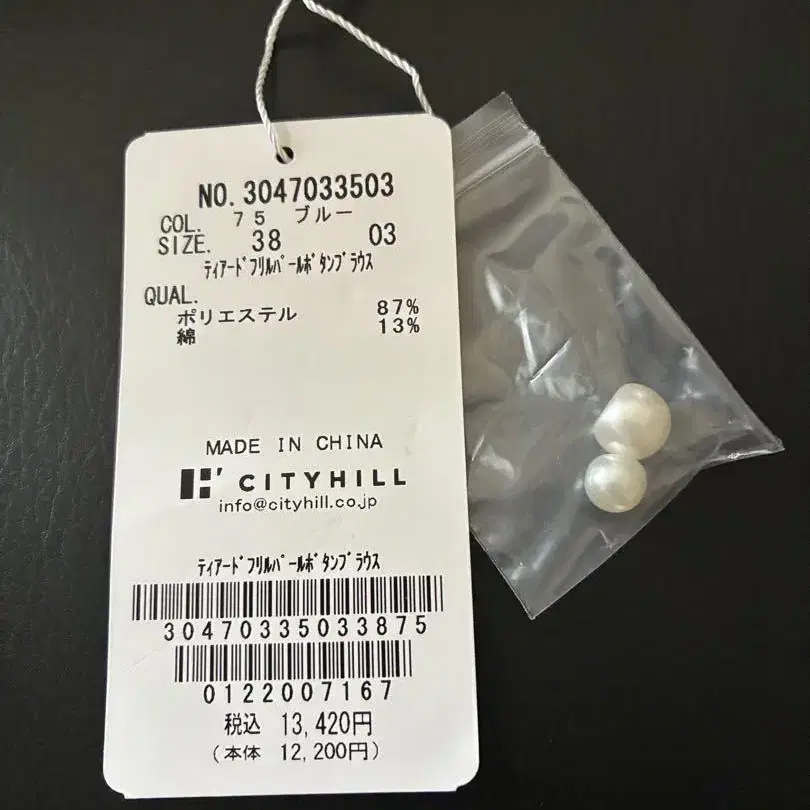 NO. 3047033503
COL. 75 ブルー
SIZE. 38 03
ﾃｨｱｰﾄﾞﾌﾘﾙﾊﾟｰﾙﾎﾞﾀﾝﾌﾞﾗｳｽ
QUAL.
ポリエステル 87%
綿 13%
MADE IN CHINA
CITYHILL
info@cityhill.co.jp
ﾃｨｱｰﾄﾞﾌﾘﾙﾊﾟｰﾙﾎﾞﾀﾝﾌﾞﾗｳｽ
30470335033875
0122007167
税込 13,420円
(本体 12,200円)